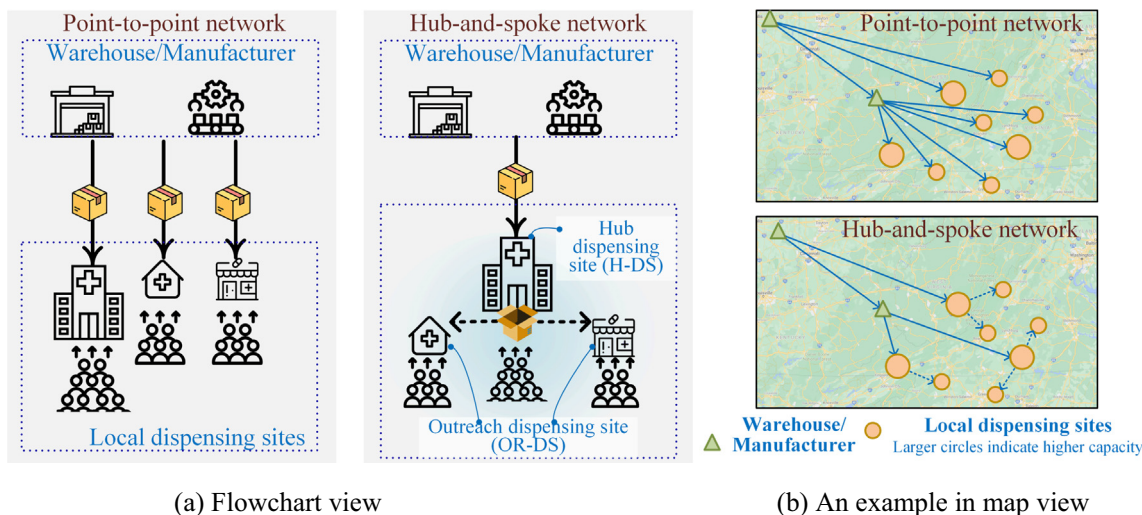 Point-to-point network
Warehouse/Manufacturer
Local dispensing sites
Hub-and-spoke network
Warehouse/Manufacturer
Hub
dispensing
site (H-DS)
Outreach dispensing site
(OR-DS)
(a) Flowchart view
Point-to-point network
Hub-and-spoke network
Warehouse/
Manufacturer
Local dispensing sites
Larger circles indicate higher capacity
(b) An example in map view